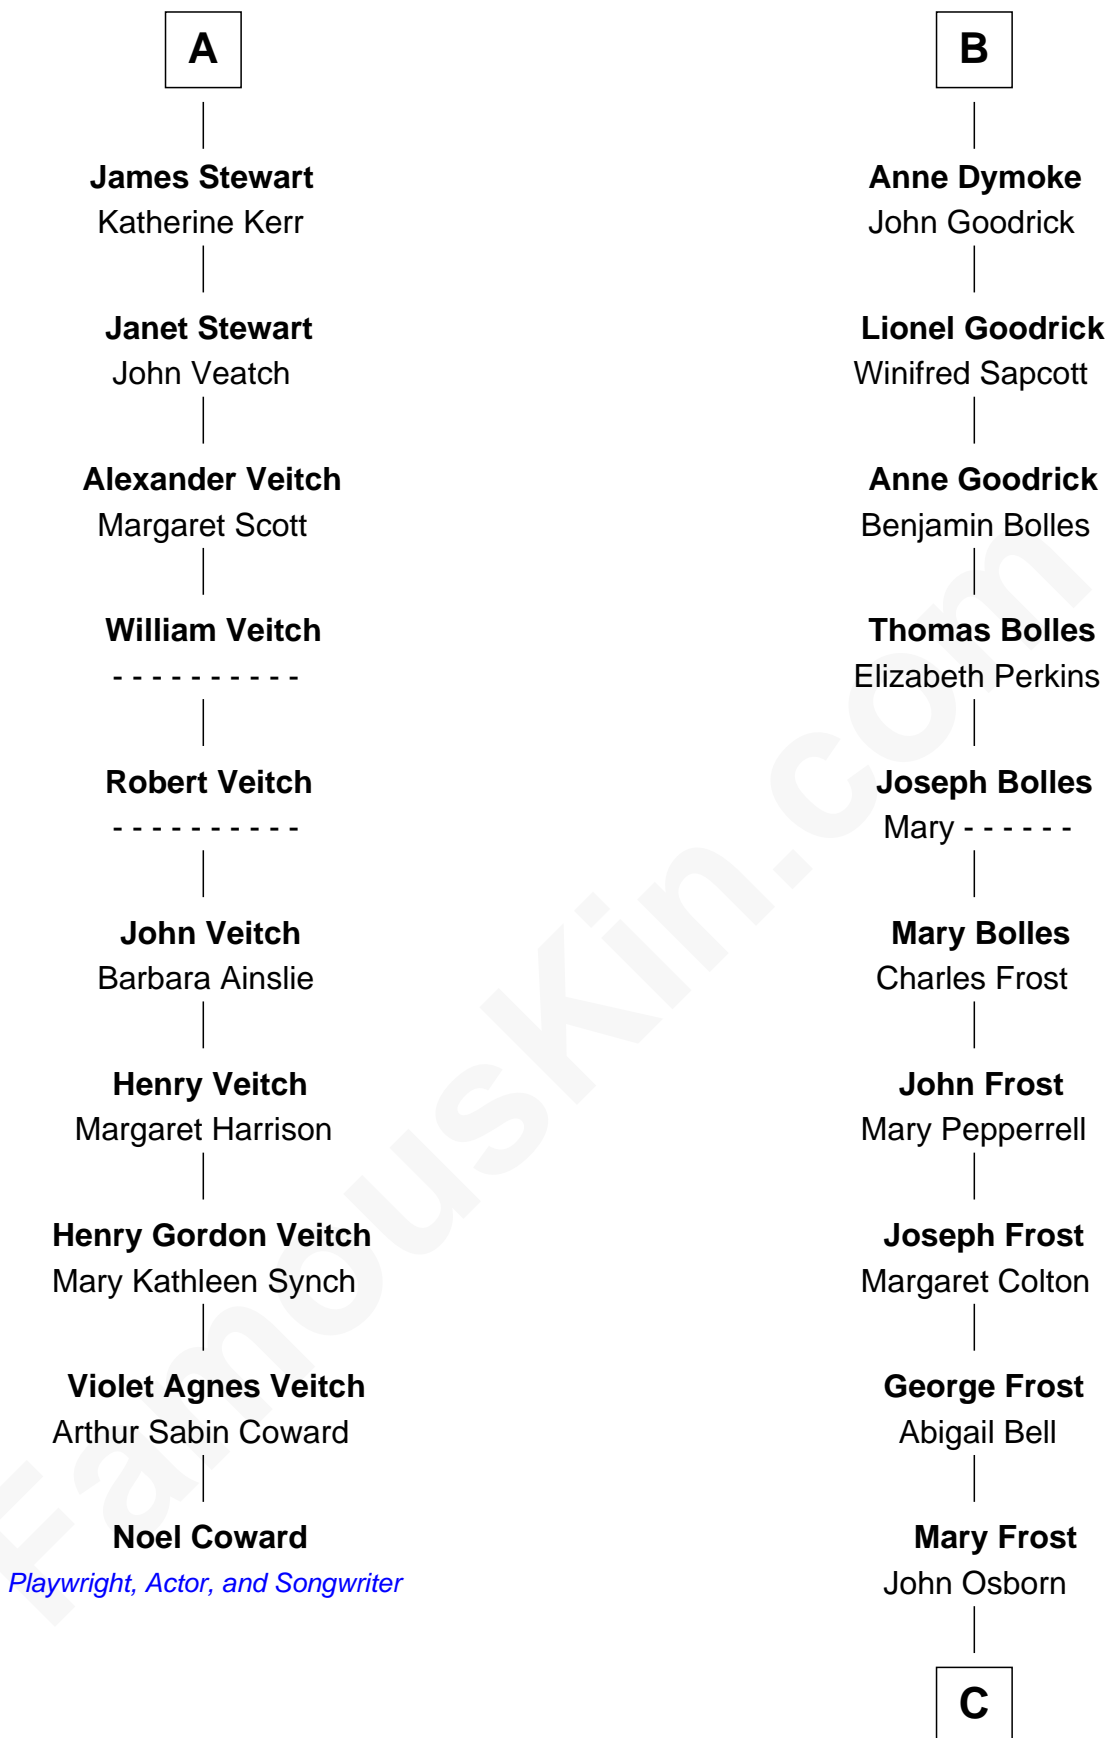 A
James Stewart
Katherine Kerr
Janet Stewart
John Veatch
Alexander Veitch
Margaret Scott
William Veitch
- - - - - - - - - -
Robert Veitch
- - - - - - - - - -
John Veitch
Barbara Ainslie
Henry Veitch
Margaret Harrison
Henry Gordon Veitch
Mary Kathleen Synch
Violet Agnes Veitch
Arthur Sabin Coward
Noel Coward
Playwright, Actor, and Songwriter
B
Anne Dymoke
John Goodrick
Lionel Goodrick
Winifred Sapcott
Anne Goodrick
Benjamin Bolles
Thomas Bolles
Elizabeth Perkins
Joseph Bolles
Mary - - - - - -
Mary Bolles
Charles Frost
John Frost
Mary Pepperrell
Joseph Frost
Margaret Colton
George Frost
Abigail Bell
Mary Frost
John Osborn
C
FamousKin.com